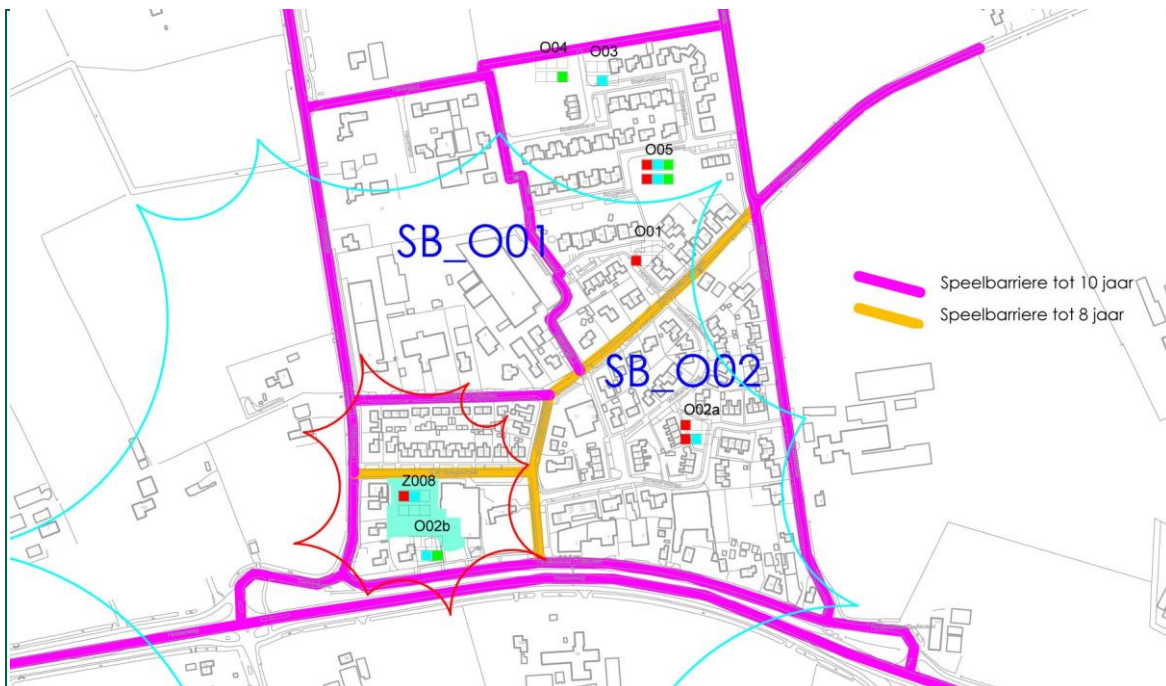 O04
O03
O05
O01
SB_O01
Speelbarriere tot 10 jaar
Speelbarriere tot 8 jaar
SB_O02
O02a
Z008
O02b